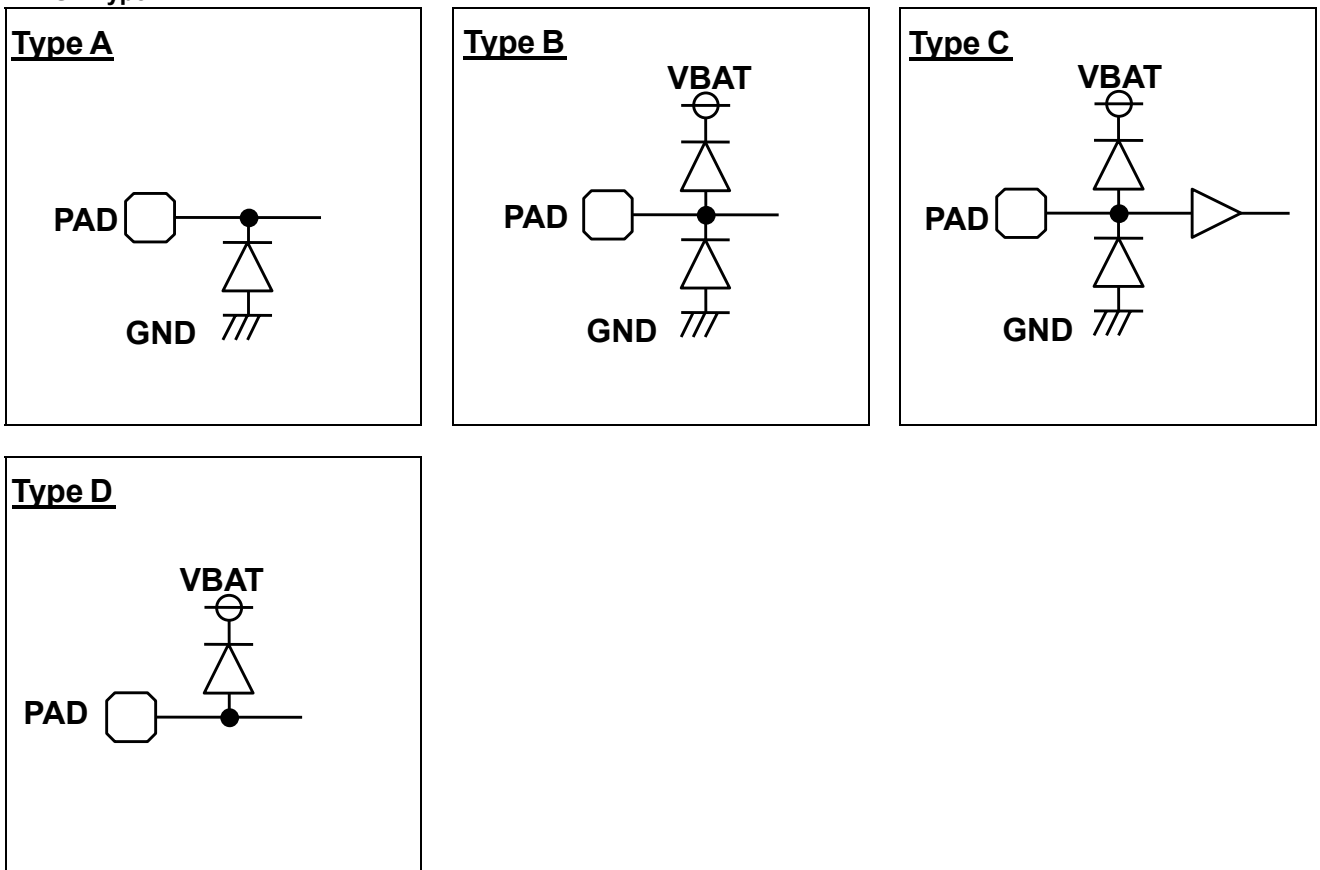 Type A
PAD
GND
Type B
VBAT
PAD
GND
Type C
VBAT
PAD
GND
Type D
VBAT
PAD